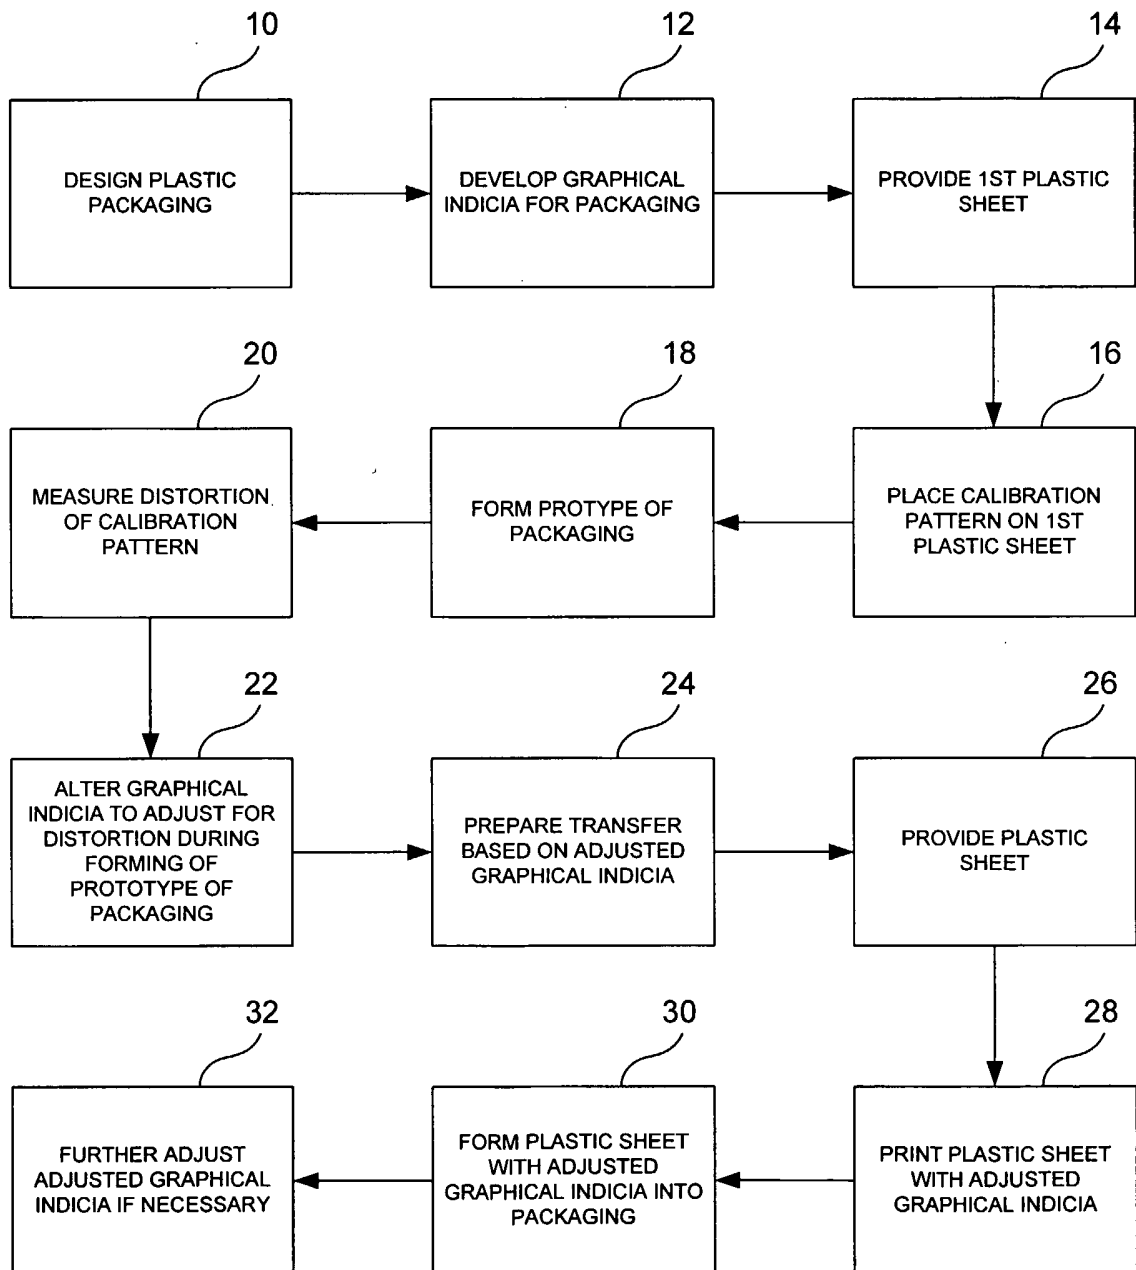 10
12
14
DESIGN PLASTIC
PACKAGING
DEVELOP GRAPHICAL
INDICIA FOR PACKAGING
PROVIDE 1ST PLASTIC
SHEET
20
18
16
MEASURE DISTORTION
OF CALIBRATION
PATTERN
FORM PROTYPE OF
PACKAGING
PLACE CALIBRATION
PATTERN ON 1ST
PLASTIC SHEET
22
24
26
ALTER GRAPHICAL
INDICIA TO ADJUST FOR
DISTORTION DURING
FORMING OF
PROTOTYPE OF
PACKAGING
PREPARE TRANSFER
BASED ON ADJUSTED
GRAPHICAL INDICIA
PROVIDE PLASTIC
SHEET
32
30
28
FURTHER ADJUST
ADJUSTED GRAPHICAL
INDICIA IF NECESSARY
FORM PLASTIC SHEET
WITH ADJUSTED
GRAPHICAL INDICIA INTO
PACKAGING
PRINT PLASTIC SHEET
WITH ADJUSTED
GRAPHICAL INDICIA